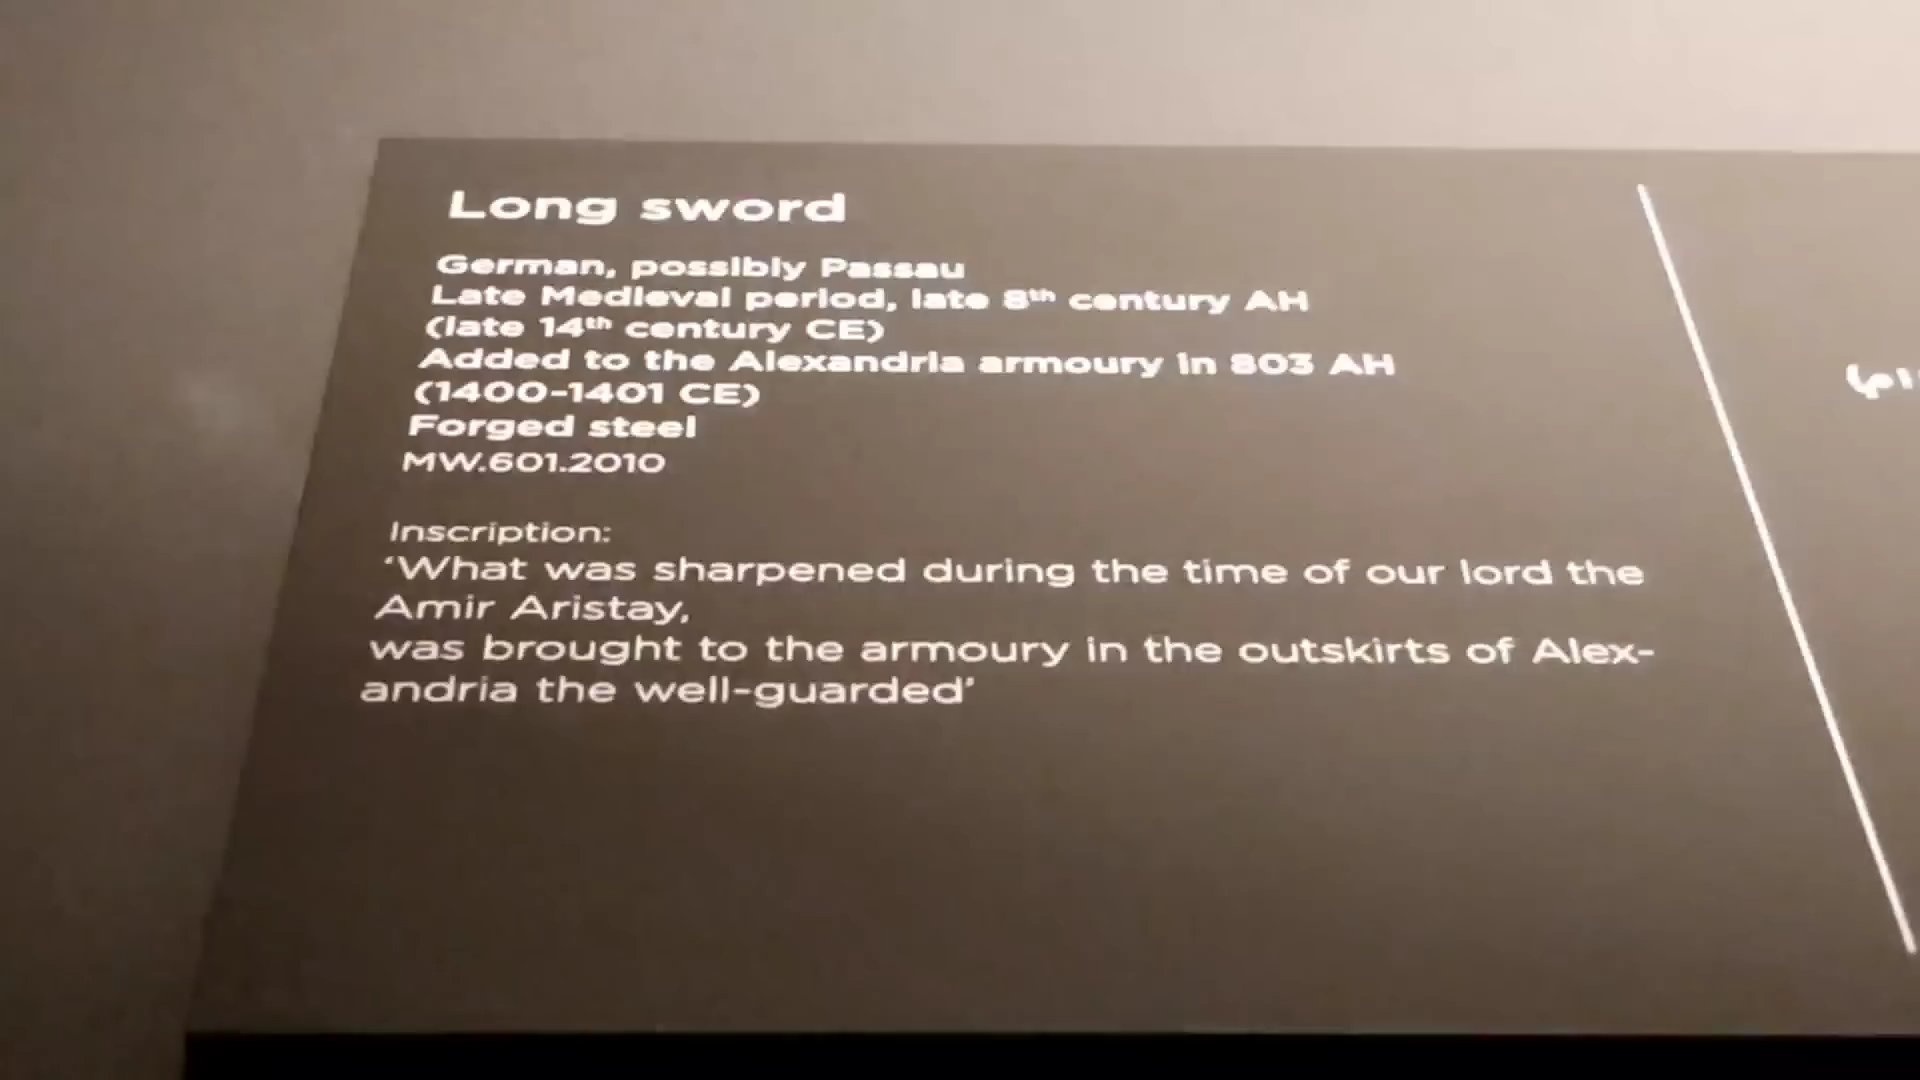 Long sword
German, possibly Passau
Late Medieval period, late 8th century AH
(late 14th century CE)
Added to the Alexandria armoury in 803 AH
(1400-1401 CE)
Forged steel
MW.601.2010
Inscription:
‘What was sharpened during the time of our lord the
Amir Aristay,
was brought to the armoury in the outskirts of Alex-
andria the well-guarded’